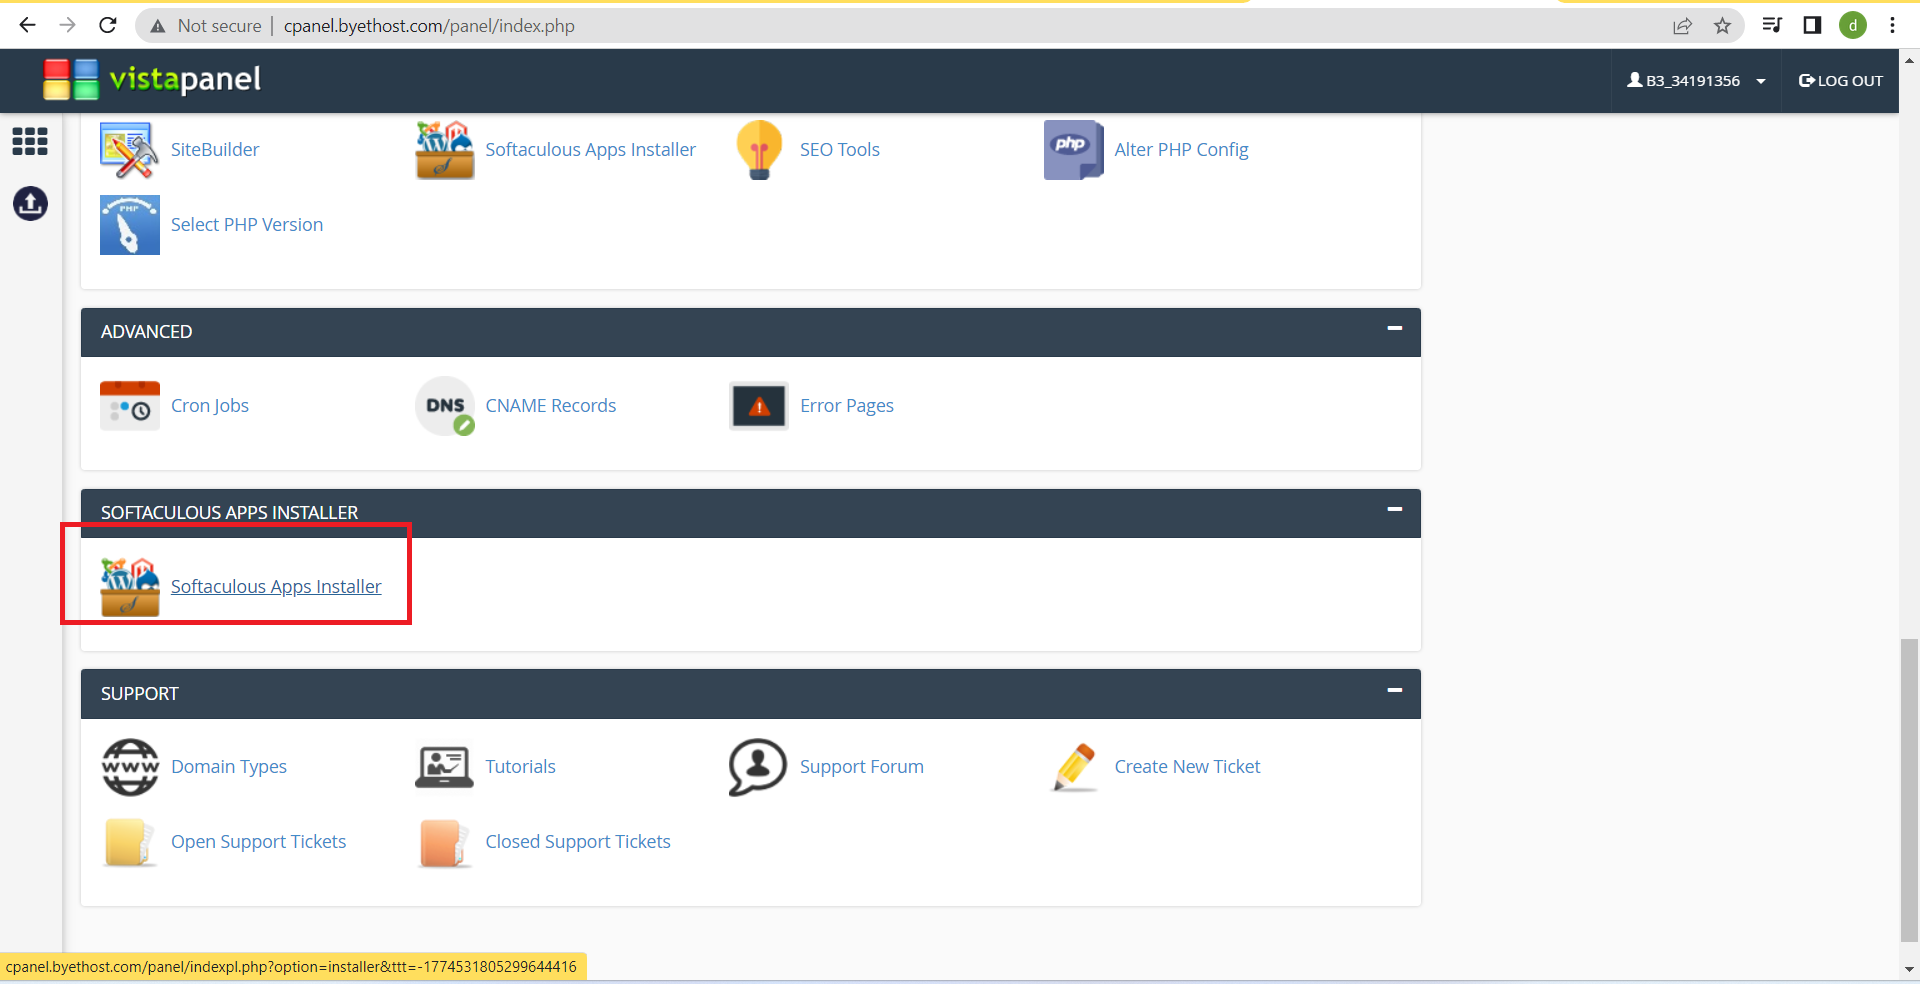 Not secure | cpanel.byethost.com/panel/index.php
d
vistapanel
B3_34191356
LOG OUT
SiteBuilder
Softaculous Apps Installer
SEO Tools
php
Alter PHP Config
PHP
Select PHP Version
ADVANCED
Cron Jobs
DNS
CNAME Records
Error Pages
SOFTACULOUS APPS INSTALLER
Softaculous Apps Installer
SUPPORT
www
Domain Types
Tutorials
Support Forum
Create New Ticket
Open Support Tickets
Closed Support Tickets
cpanel.byethost.com/panel/indexpl.php?option=installer&ttt=-1774531805299644416